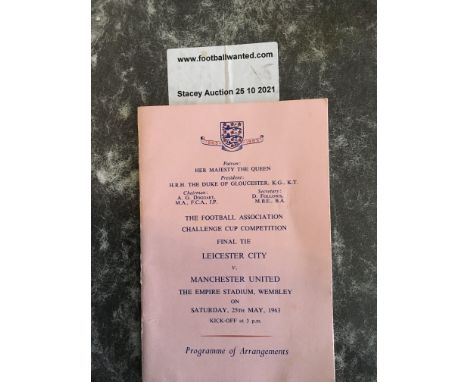 www.footballwanted.com
Stacey Auction 25 10 2021
Patron:
HER MAJESTY THE QUEEN
President:
H.R.H. THE DUKE OF GLOUCESTER, K.G., K.T.
Chairman: Secretary:
A. G. DOGGART, D. FOLLOWS,
M.A., F.C.A., J.P. M.B.E., B.A.
THE FOOTBALL ASSOCIATION
CHALLENGE CUP COMPETITION
FINAL TIE
LEICESTER CITY
v.
MANCHESTER UNITED
THE EMPIRE STADIUM, WEMBLEY
ON
SATURDAY, 25TH MAY, 1963
KICK-OFF at 3 p.m.
Programme of Arrangements